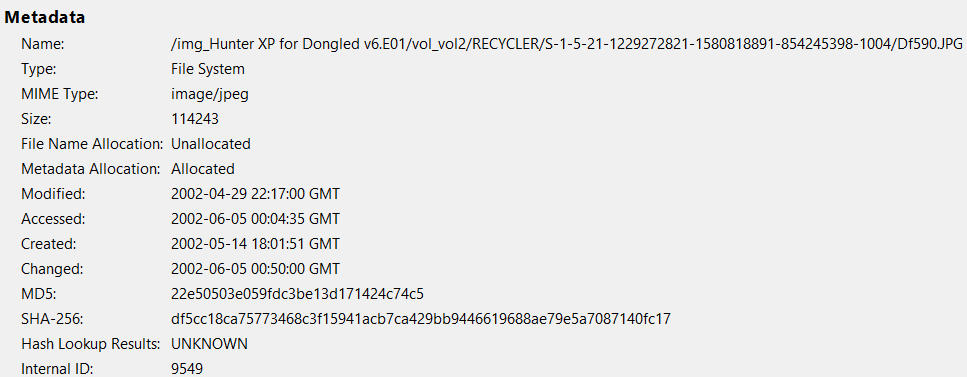 Metadata
Name: /img_Hunter XP for Dongled v6.E01/vol_vol2/RECYCLER/S-1-5-21-1229272821-1580818891-854245398-1004/Df590.JPG
Type: File System
MIME Type: image/jpeg
Size: 114243
File Name Allocation: Unallocated
Metadata Allocation: Allocated
Modified: 2002-04-29 22:17:00 GMT
Accessed: 2002-06-05 00:04:35 GMT
Created: 2002-05-14 18:01:51 GMT
Changed: 2002-06-05 00:50:00 GMT
MD5: 22e50503e059fdc3be13d171424c74c5
SHA-256: df5cc18ca75773468c3f15941acb7ca429bb9446619688ae79e5a7087140fc17
Hash Lookup Results: UNKNOWN
Internal ID: 9549